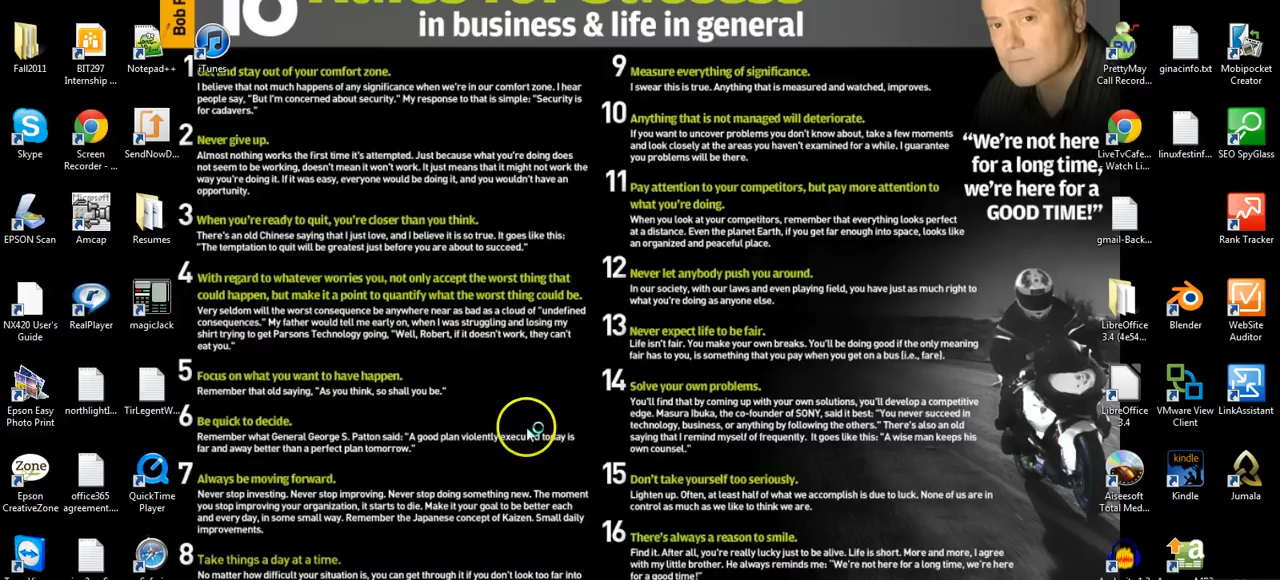 Bob P
16 Rules for Success
in business & life in general
1 Get and stay out of your comfort zone.
I believe that not much happens of any significance when we're in our comfort zone. I hear
people say, "But I'm concerned about security." My response to that is simple: "Security is
for cadavers."
2 Never give up.
Almost nothing works the first time it's attempted. Just because what you're doing does
not seem to be working, doesn't mean it won't work. It just means that it might not work the
way you're doing it. If it was easy, everyone would be doing it, and you wouldn't have an
opportunity.
3 When you're ready to quit, you're closer than you think.
There's an old Chinese saying that I just love, and I believe it is so true. It goes like this:
"The temptation to quit will be greatest just before you are about to succeed."
4 With regard to whatever worries you, not only accept the worst thing that
could happen, but make it a point to quantify what the worst thing could be.
Very seldom will the worst consequence be anywhere near as bad as a cloud of "undefined
consequences." My father would tell me early on, when I was struggling and losing my
shirt trying to get Parsons Technology going, "Well, Robert, if it doesn't work, they can't
eat you."
5 Focus on what you want to have happen.
Remember that old saying, "As you think, so shall you be."
6 Be quick to decide.
Remember what General George S. Patton said: "A good plan violently executed today is
far and away better than a perfect plan tomorrow."
7 Always be moving forward.
Never stop investing. Never stop improving. Never stop doing something new. The moment
you stop improving your organization, it starts to die. Make it your goal to be better each
and every day, in some small way. Remember the Japanese concept of Kaizen. Small daily
improvements.
8 Take things a day at a time.
No matter how difficult your situation is, you can get through it if you don't look too far into
9 Measure everything of significance.
I swear this is true. Anything that is measured and watched, improves.
10 Anything that is not managed will deteriorate.
If you want to uncover problems you don't know about, take a few moments
and look closely at the areas you haven't examined for a while. I guarantee
you problems will be there.
11 Pay attention to your competitors, but pay more attention to
what you're doing.
When you look at your competitors, remember that everything looks perfect
at a distance. Even the planet Earth, if you get far enough into space, looks like
an organized and peaceful place.
12 Never let anybody push you around.
In our society, with our laws and even playing field, you have just as much right to
what you're doing as anyone else.
13 Never expect life to be fair.
Life isn't fair. You make your own breaks. You'll be doing good if the only meaning
fair has to you, is something that you pay when you get on a bus (i.e., fare).
14 Solve your own problems.
You'll find that by coming up with your own solutions, you'll develop a competitive
edge. Masura Ibuka, the co-founder of SONY, said it best: "You never succeed in
technology, business, or anything by following the others." There's also an old
saying that I remind myself of frequently. It goes like this: "A wise man keeps his
own counsel."
15 Don't take yourself too seriously.
Lighten up. Often, at least half of what we accomplish is due to luck. None of us are in
control as much as we like to think we are.
16 There's always a reason to smile.
Find it. After all, you're really lucky just to be alive. Life is short. More and more, I agree
with my little brother. He always reminds me: "We're not here for a long time, we're here
for a good time!"
"We're not here
for a long time,
we're here for a
GOOD TIME!"
Fall2011
BIT297
Internship ...
Notepad++
iTunes
Skype
Screen
Recorder - ...
SendNowD...
EPSON Scan
Amcap
Resumes
NX420 User's
Guide
RealPlayer
magicJack
Epson Easy
Photo Print
northlightI...
TirLegentW...
Epson
CreativeZone
office365
agreement....
QuickTime
Player
PrettyMay
Call Record...
ginacinfo.txt
Mobipocket
Creator
LiveTvCafe...
- Watch Li...
linuxfestinf...
SEO SpyGlass
gmail-Back...
Rank Tracker
LibreOffice
3.4 (4e54...
Blender
WebSite
Auditor
LibreOffice
3.4
VMware View
Client
LinkAssistant
Aiseesoft
Total Med...
Kindle
Jumala